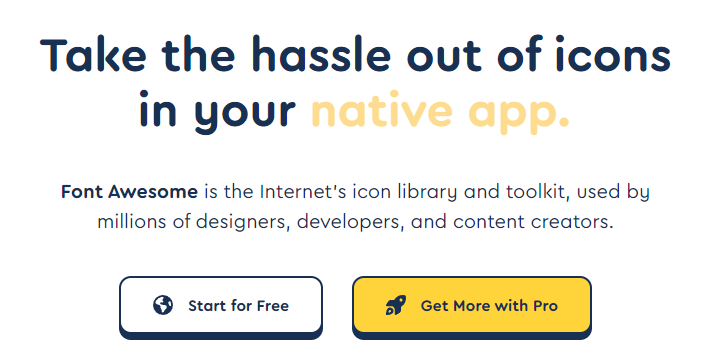 Take the hassle out of icons
in your native app.
Font Awesome is the Internet's icon library and toolkit, used by
millions of designers, developers, and content creators.
Start for Free
Get More with Pro